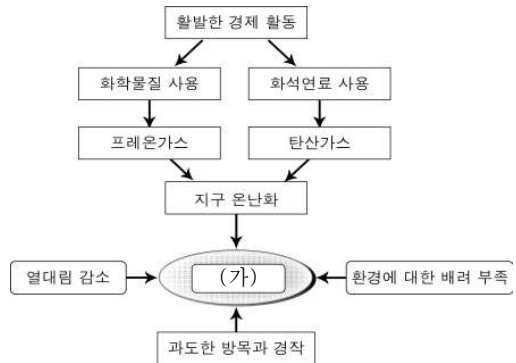 활발한 경제 활동
화학물질 사용
화석연료 사용
프레온가스
탄산가스
지구 온난화
열대림 감소
(가)
환경에 대한 배려 부족
과도한 방목과 경작